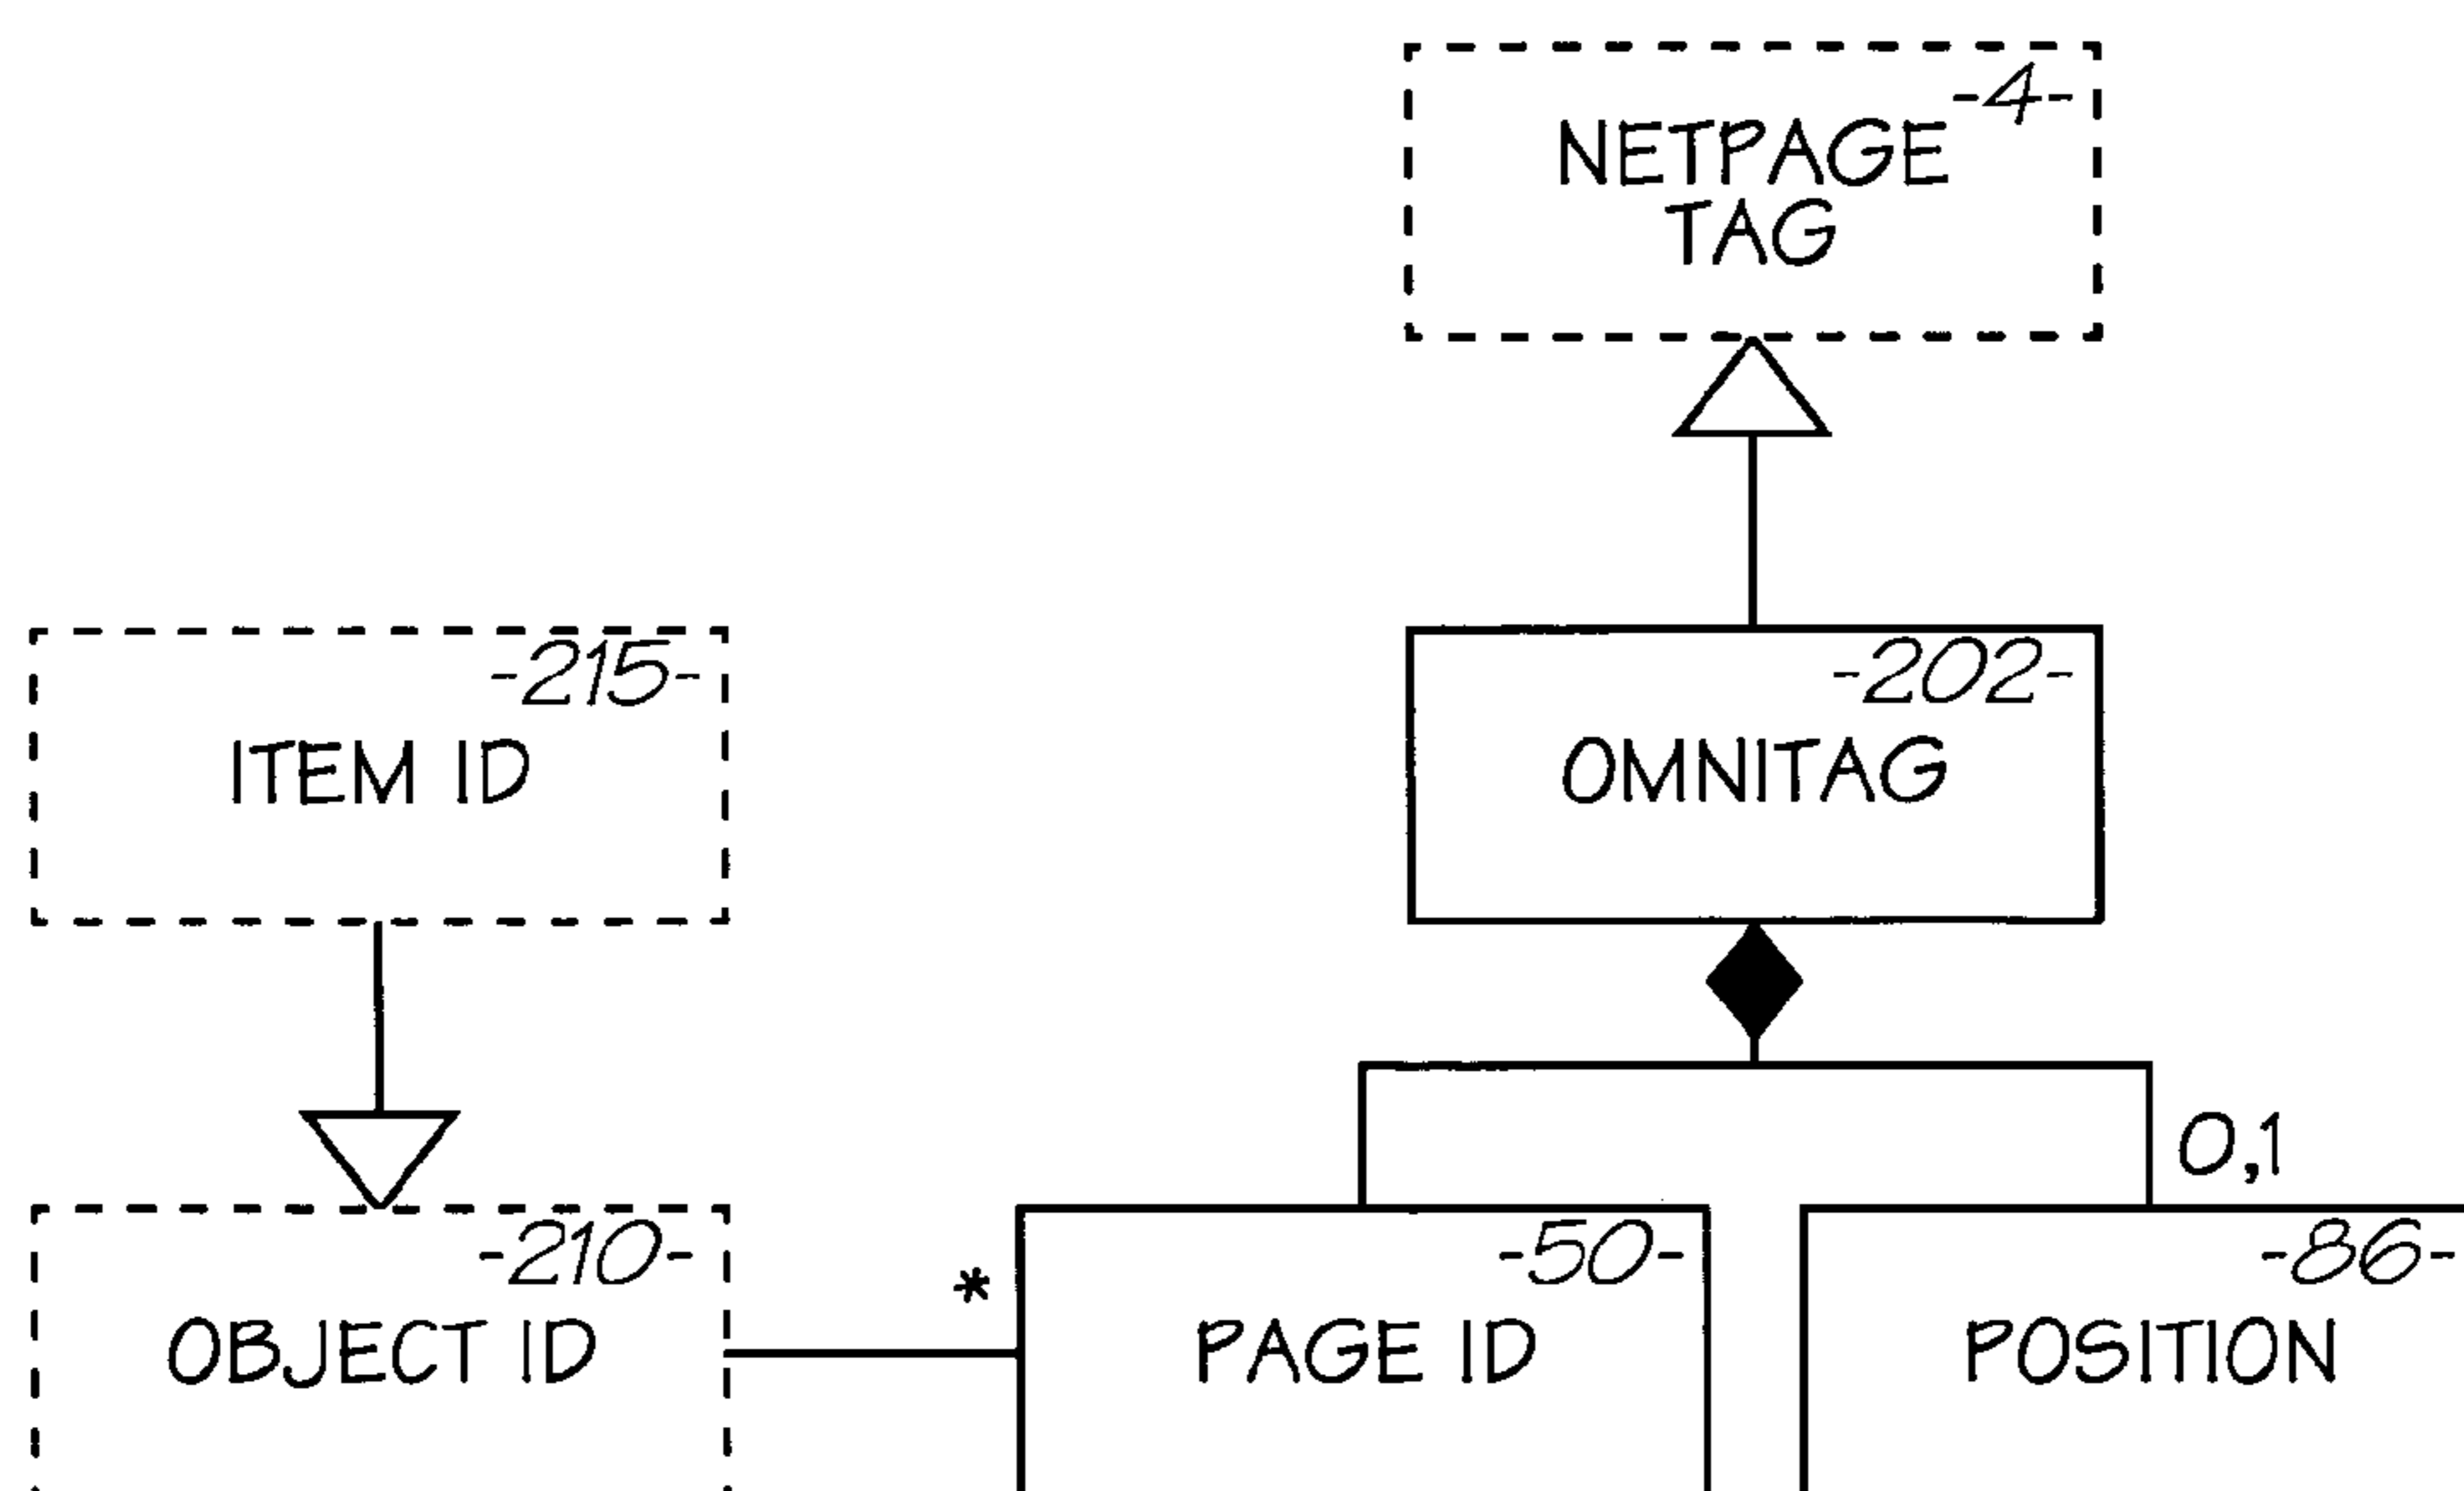 -4-
NETPAGE
TAG
-215-
ITEM ID
-202-
OMNITAG
0,1
-210-
OBJECT ID
*
-50-
PAGE ID
-86-
POSITION